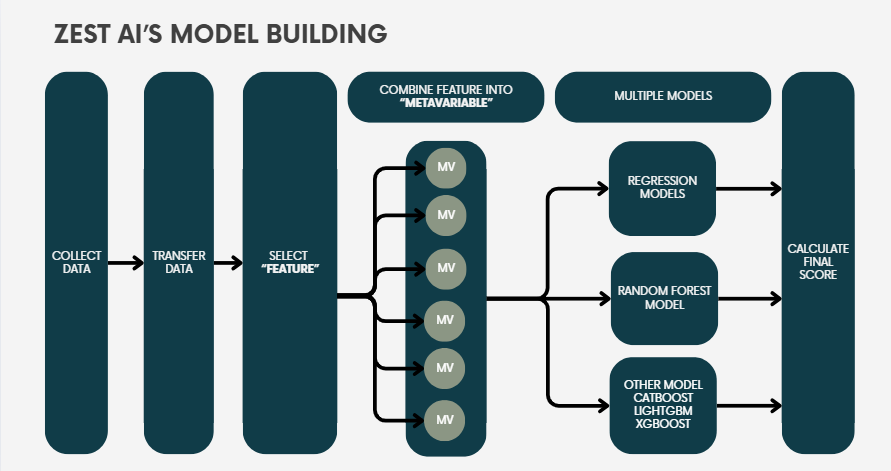 ZEST AI'S MODEL BUILDING
COLLECT
DATA
TRANSFER
DATA
SELECT
"FEATURE"
COMBINE FEATURE INTO
"METAVARIABLE"
MV
MV
MV
MV
MV
MV
MULTIPLE MODELS
REGRESSION
MODELS
RANDOM FOREST
MODEL
OTHER MODEL
CATBOOST
LIGHTGBM
XGBOOST
CALCULATE
FINAL
SCORE